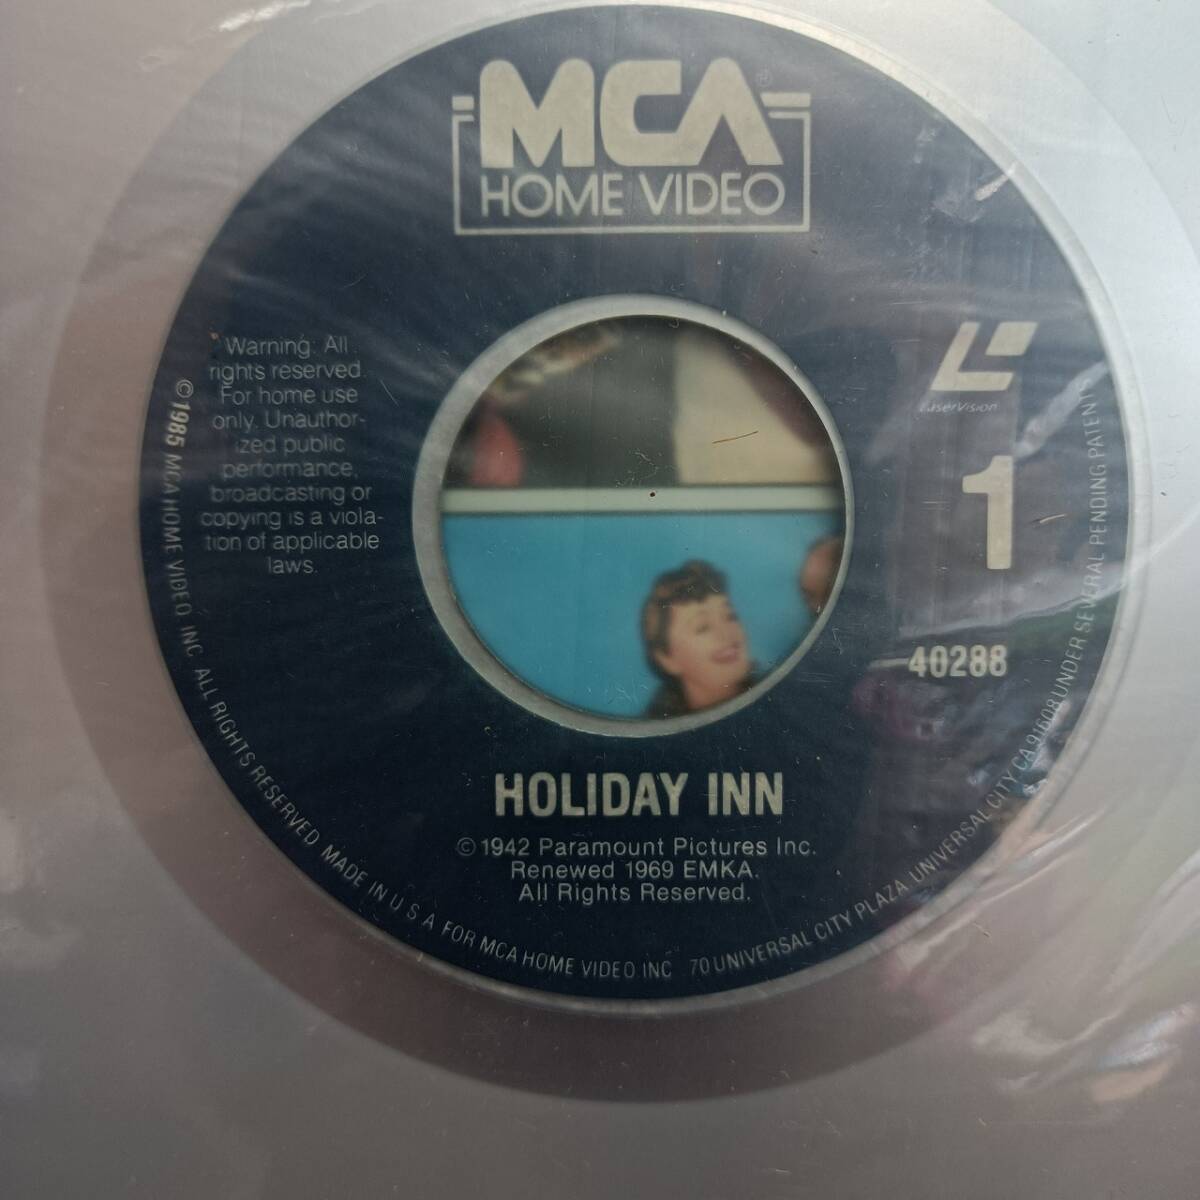 MCA®
HOME VIDEO
Warning: All
rights reserved.
For home use
only. Unauthor-
ized public
performance,
broadcasting or
copying is a viola-
tion of applicable
laws.
LaserVision
1
40288
HOLIDAY INN
©1942 Paramount Pictures Inc.
Renewed 1969 EMKA.
All Rights Reserved.
©1985 MCA HOME VIDEO INC ALL RIGHTS RESERVED MADE IN U S A FOR MCA HOME VIDEO INC 70 UNIVERSAL CITY PLAZA UNIVERSAL CITY CA 91608 UNDER SEVERAL PENDING PATENTS